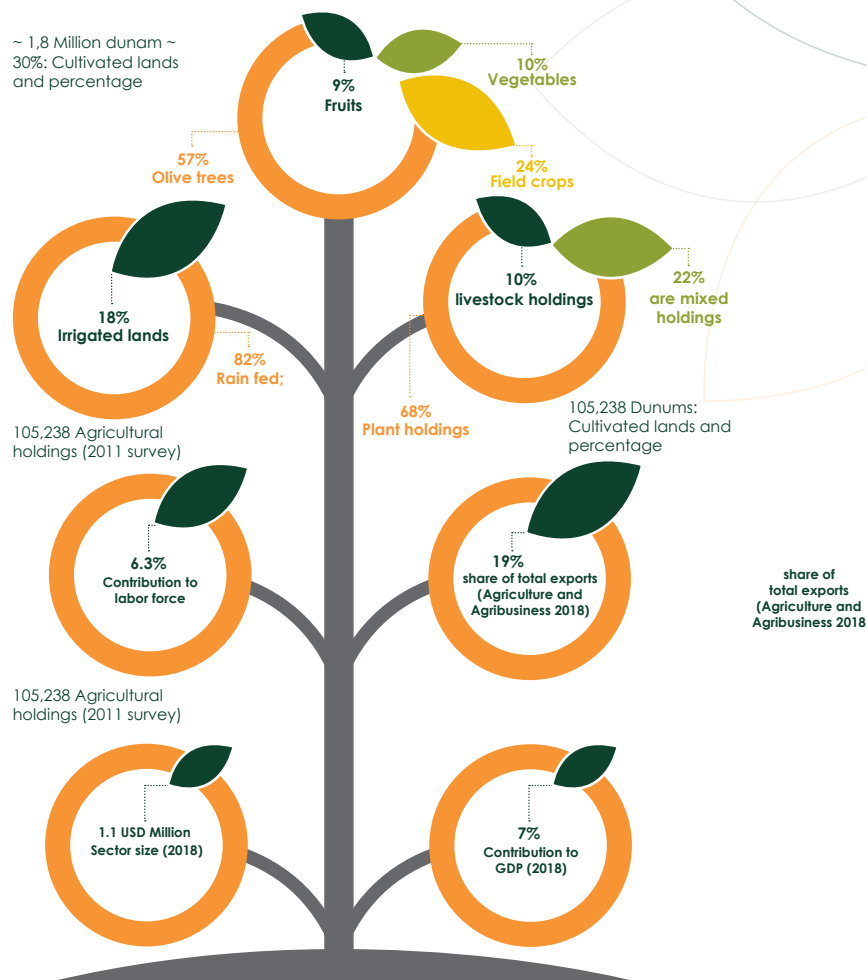 ~ 1,8 Million dunam ~
30%: Cultivated lands
and percentage
9%
Fruits
10%
Vegetables
57%
Olive trees
24%
Field crops
18%
Irrigated lands
82%
Rain fed;
10%
livestock holdings
22%
are mixed
holdings
68%
Plant holdings
105,238 Agricultural
holdings (2011 survey)
105,238 Dunums:
Cultivated lands and
percentage
6.3%
Contribution to
labor force
19%
share of total exports
(Agriculture and
Agribusiness 2018)
share of
total exports
(Agriculture and
Agribusiness 2018
105,238 Agricultural
holdings (2011 survey)
1.1 USD Million
Sector size (2018)
7%
Contribution to
GDP (2018)